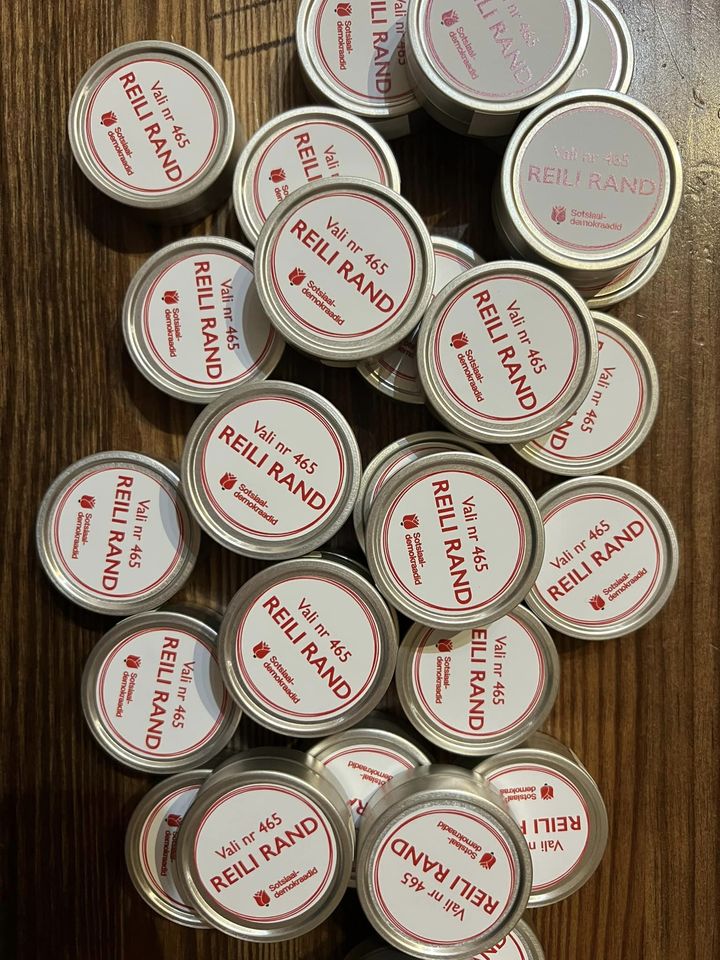 Vali nr 465
REILI RAND
Sotsiaal-
demokraadid